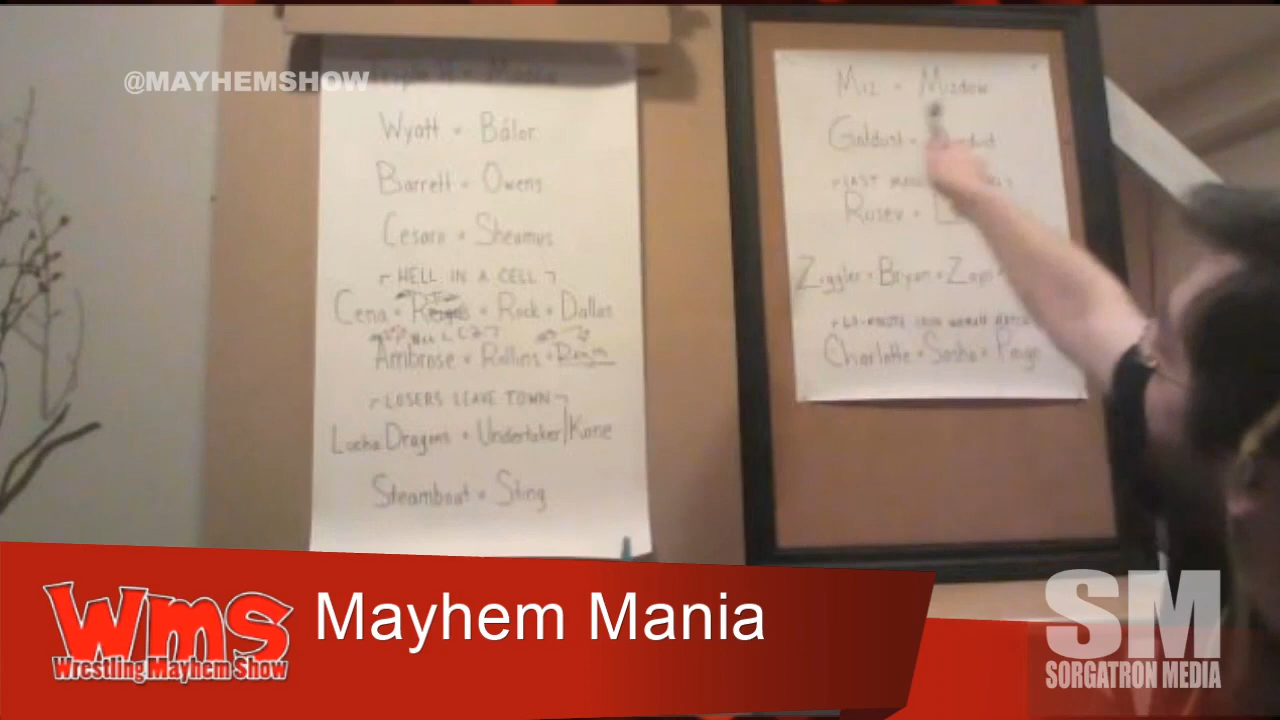 @MAYHEMSHOW
Wyatt - Bálor
Barrett - Owens
Cesaro - Sheamus
HELL IN A CELL
Cena - Rock - Dallas
Ambrose - Rollins -
LOSERS LEAVE TOWN
Lucha Dragons - Undertaker/Kane
Steamboat - Sting
Miz - Mizdow
Goldust -
Rusev -
Ziggler - Bryan -
Charlotte - Sasha - Paige
WMS
Wrestling Mayhem Show
Mayhem Mania
SM
SORGATRON MEDIA